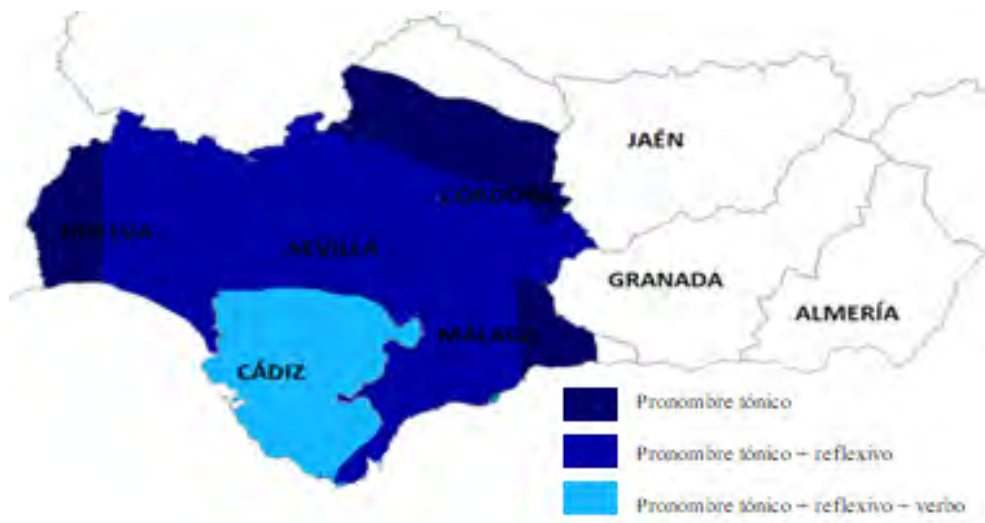 JAÉN
CÓRDOBA
HUELVA
SEVILLA
GRANADA
ALMERÍA
MÁLAGA
CÁDIZ
Pronombre tónico
Pronombre tónico + reflexivo
Pronombre tónico + reflexivo + verbo